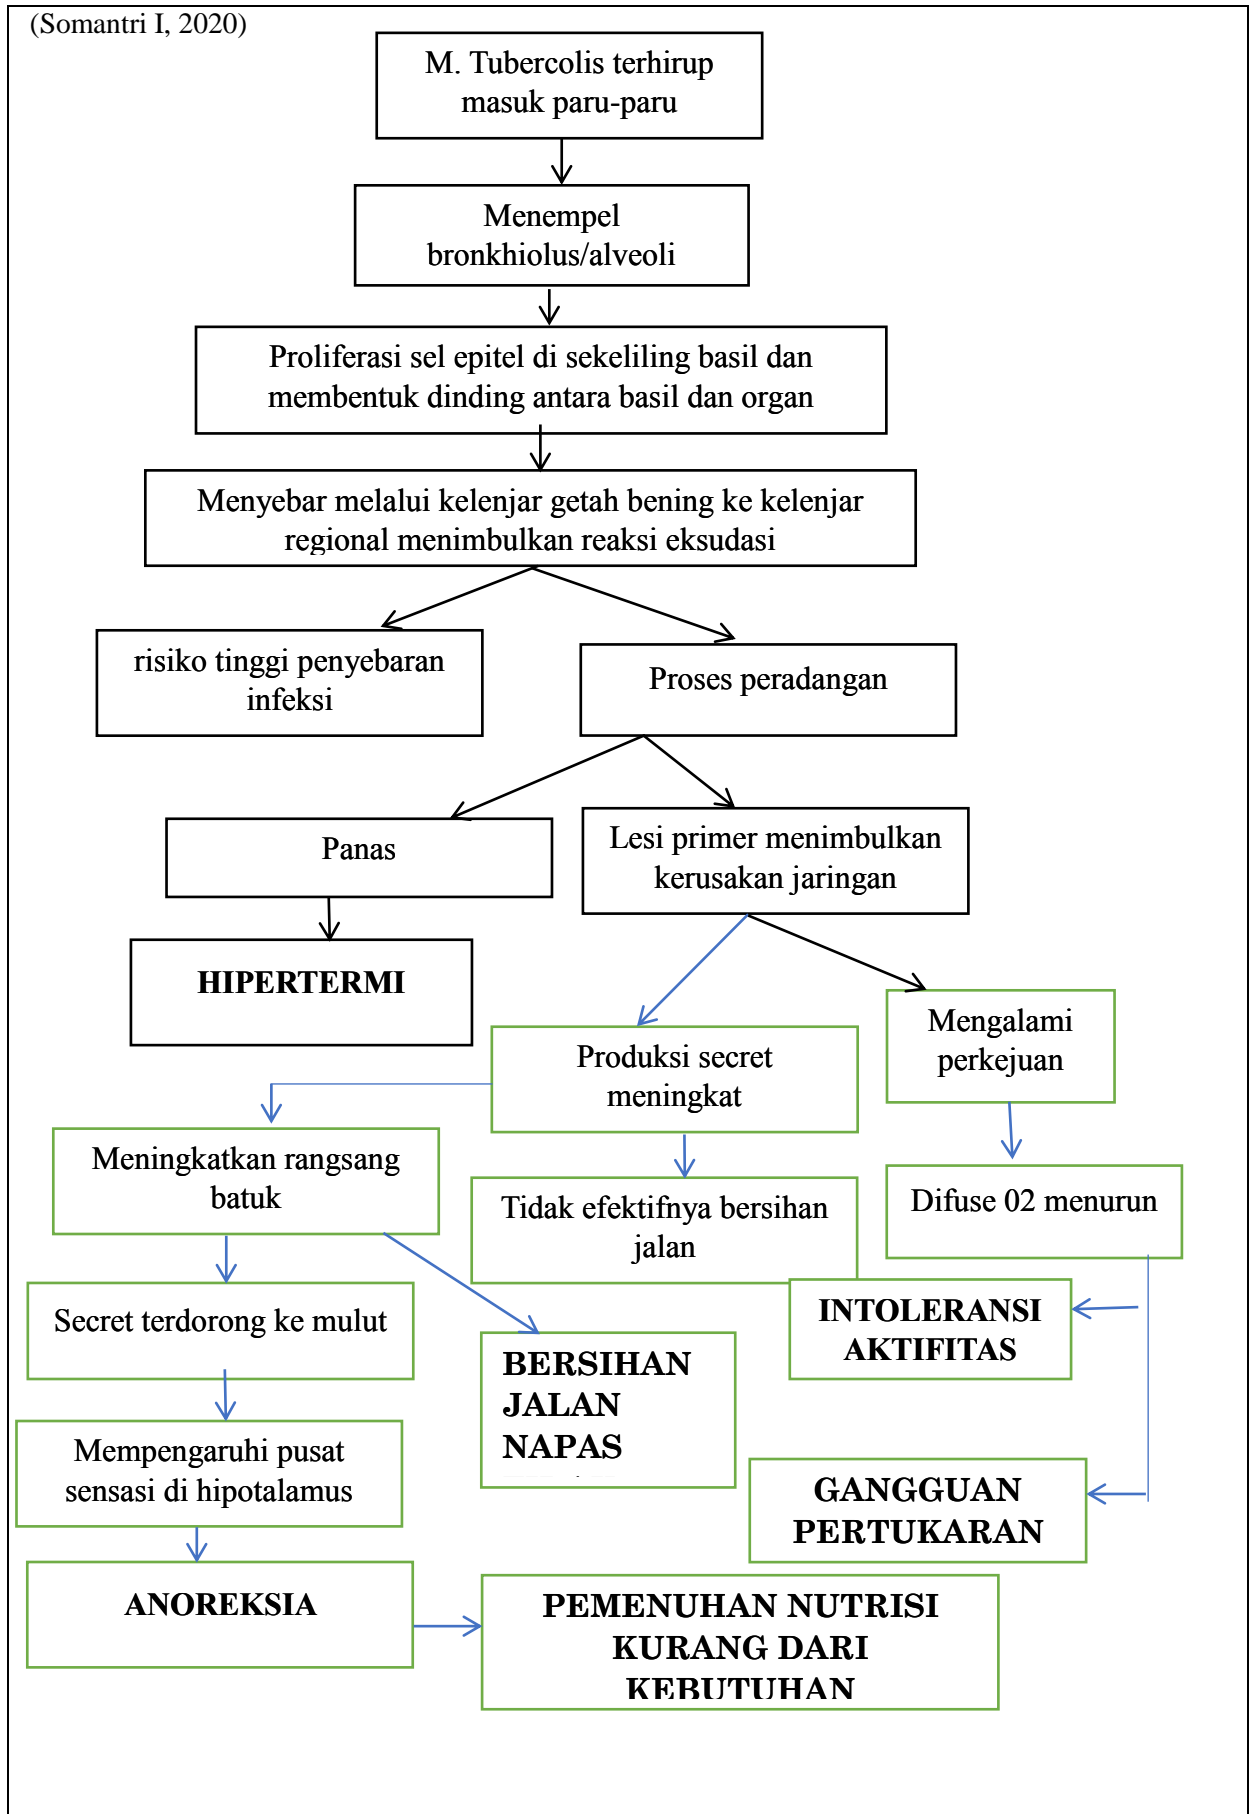 (Somantri I, 2020)
M. Tubercolis terhirup
masuk paru-paru
Menempel
bronkhiolus/alveoli
Proliferasi sel epitel di sekeliling basil dan
membentuk dinding antara basil dan organ
Menyebar melalui kelenjar getah bening ke kelenjar
regional menimbulkan reaksi eksudasi
risiko tinggi penyebaran
infeksi
Proses peradangan
Panas
Lesi primer menimbulkan
kerusakan jaringan
HIPERTERMI
Mengalami
perkejuan
Produksi secret
meningkat
Meningkatkan rangsang
batuk
Tidak efektifnya bersihan
jalan
Difuse 02 menurun
Secret terdorong ke mulut
INTOLERANSI
AKTIFITAS
BERSIHAN
JALAN
NAPAS
Mempengaruhi pusat
sensasi di hipotalamus
GANGGUAN
PERTUKARAN
ANOREKSIA
PEMENUHAN NUTRISI
KURANG DARI
KEBUTUHAN